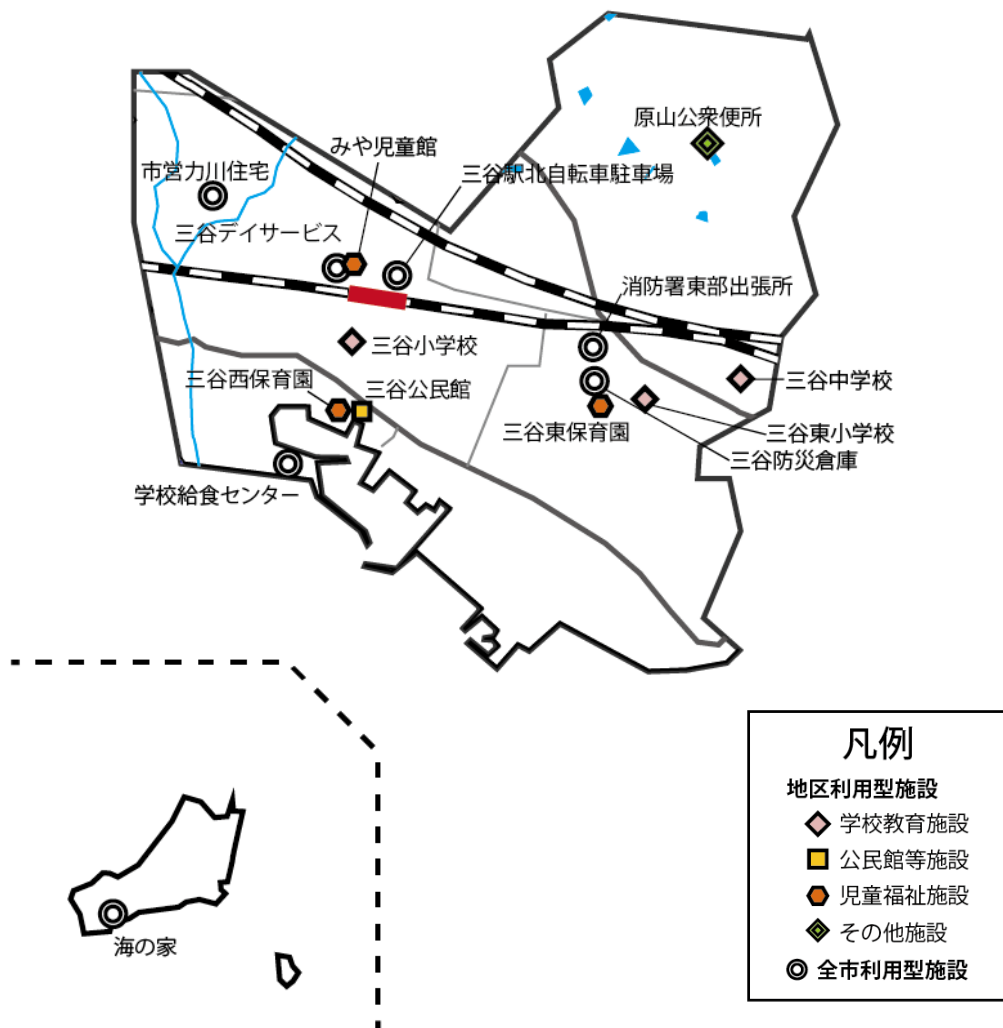 原山公衆便所
みや児童館
市営力川住宅
三谷駅北自転車駐車場
三谷デイサービス
消防署東部出張所
三谷小学校
三谷西保育園
三谷公民館
三谷中学校
三谷東保育園
三谷東小学校
三谷防災倉庫
学校給食センター
海の家
凡例
地区利用型施設
学校教育施設
公民館等施設
児童福祉施設
その他施設
全市利用型施設